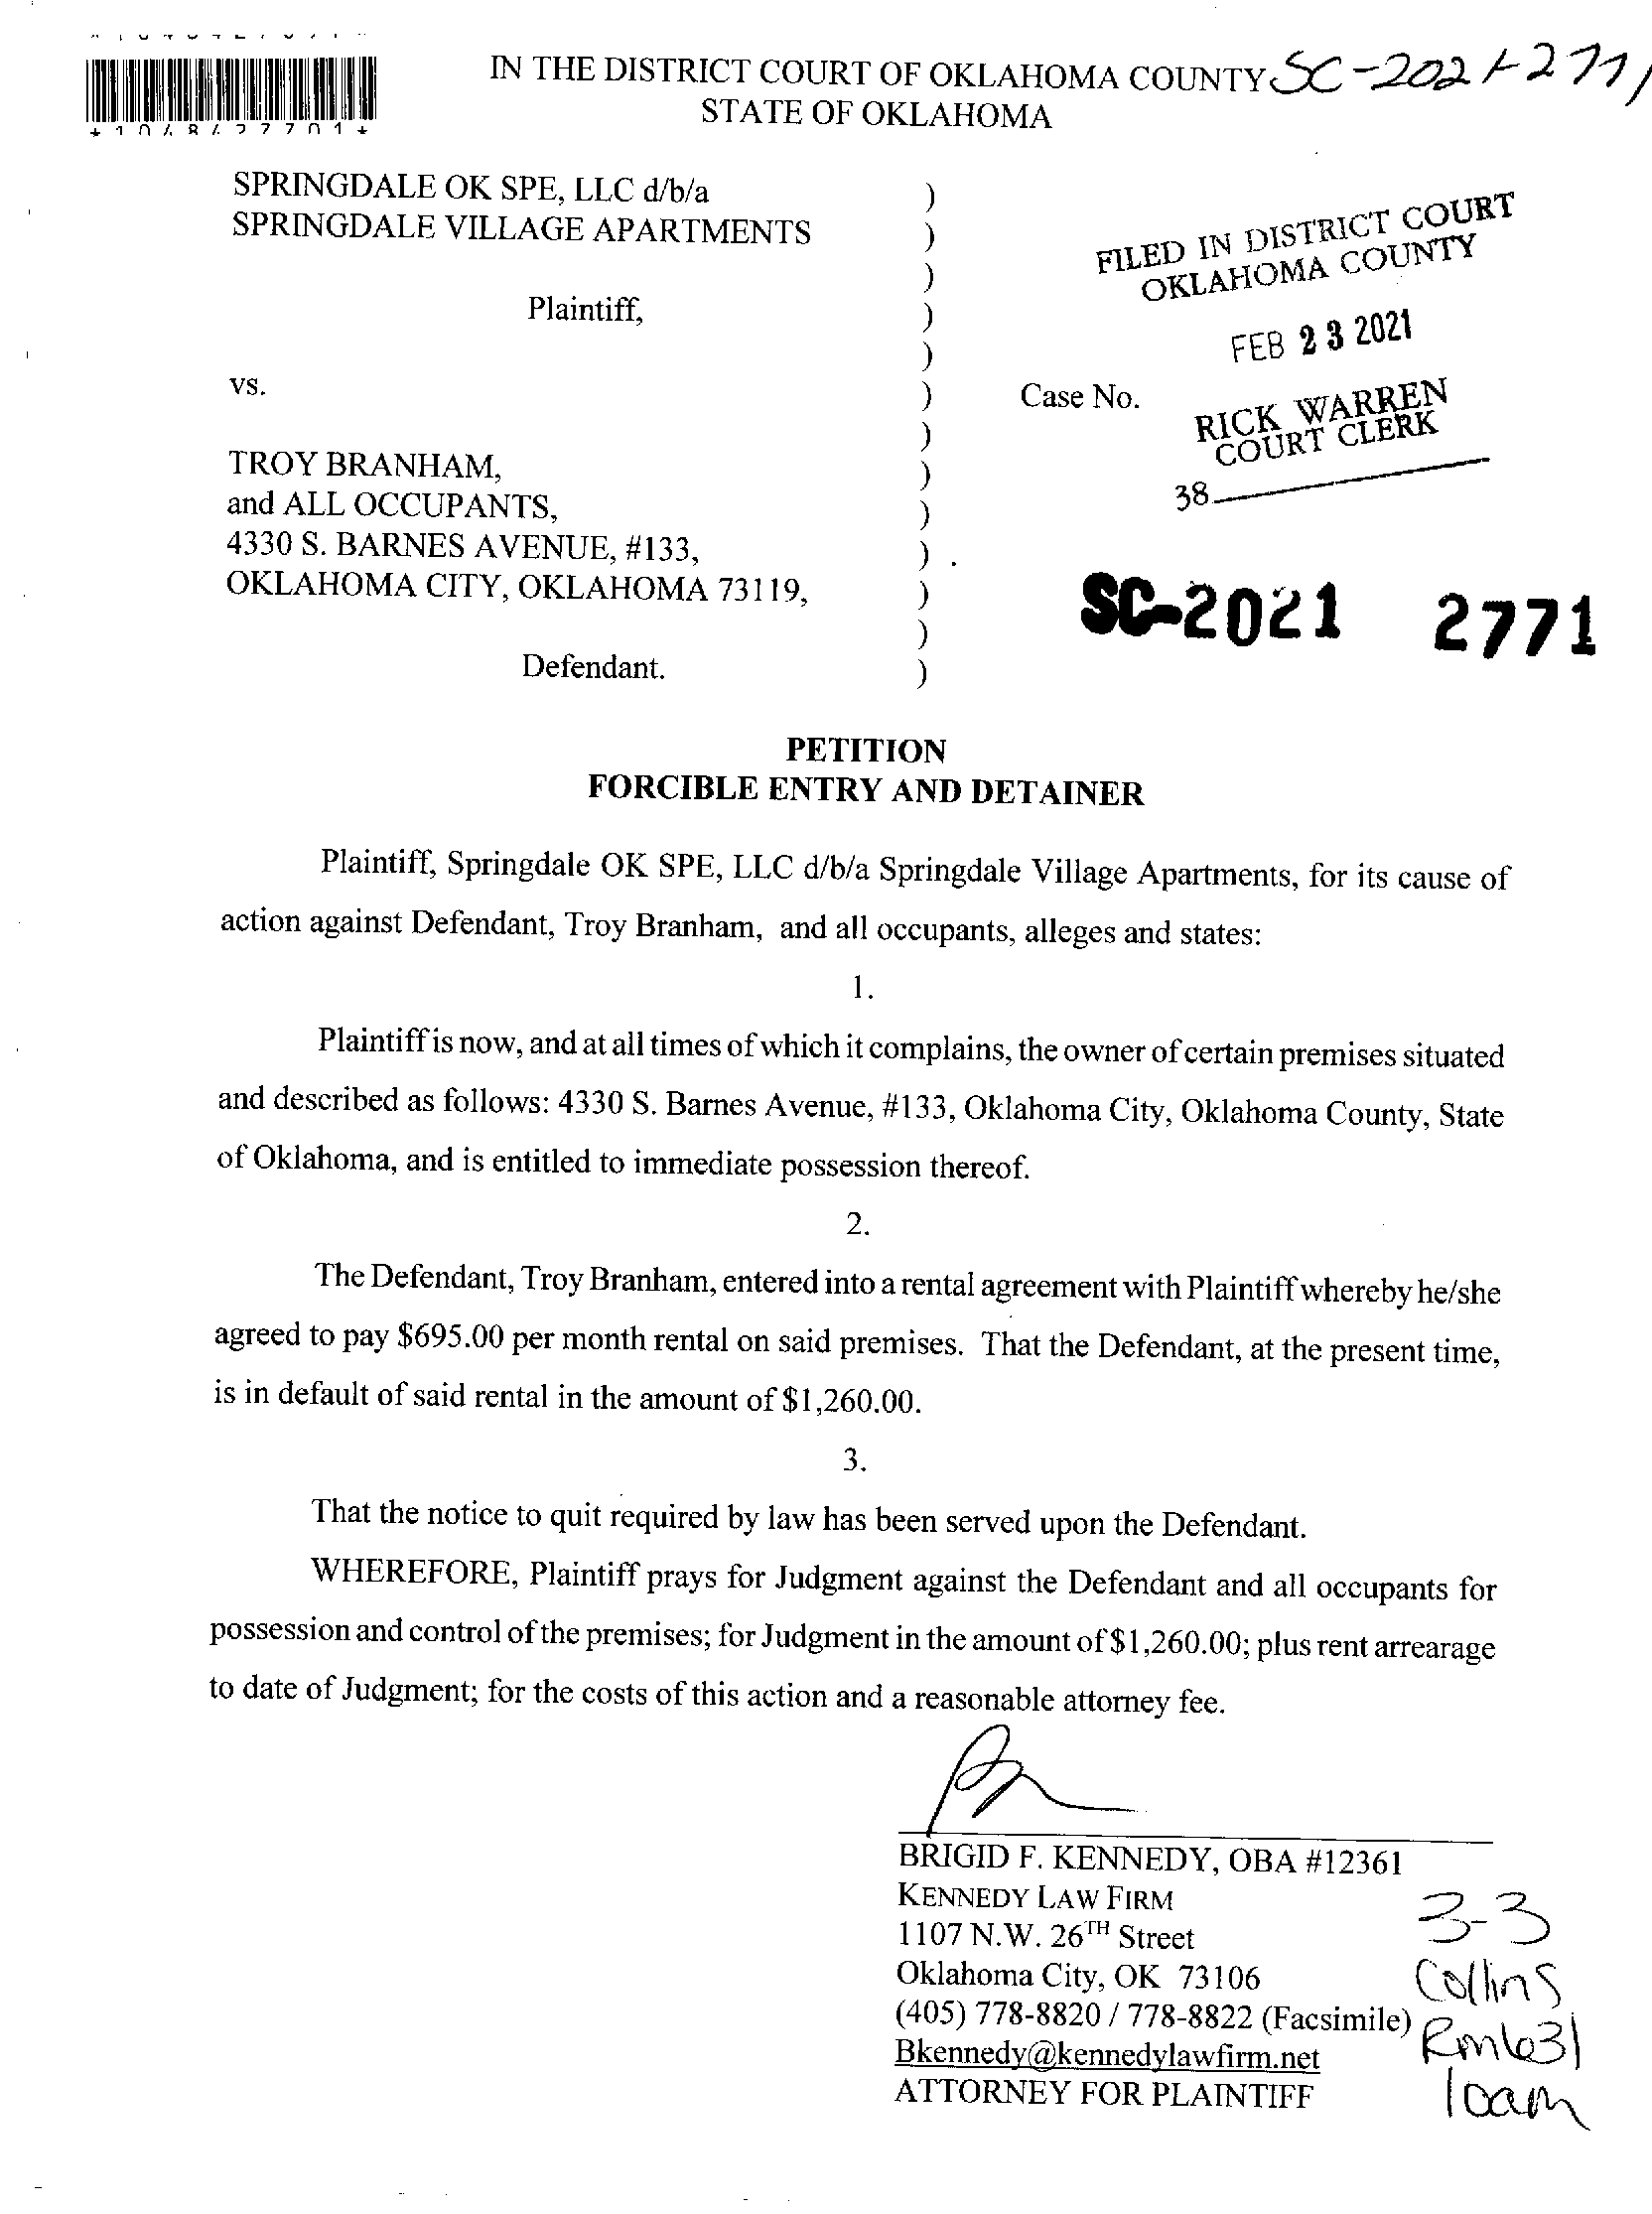 IN THE DISTRICT COURT OF OKLAHOMA COUNTY SC-2021-2771
STATE OF OKLAHOMA
*1048427701*
SPRINGDALE OK SPE, LLC d/b/a )
SPRINGDALE VILLAGE APARTMENTS )
)
Plaintiff, )
)
vs. )
)
TROY BRANHAM, )
and ALL OCCUPANTS, )
4330 S. BARNES AVENUE, #133, )
OKLAHOMA CITY, OKLAHOMA 73119, )
)
Defendant. )
FILED IN DISTRICT COURT
OKLAHOMA COUNTY
FEB 23 2021
Case No.
RICK WARREN
COURT CLERK
38
SC-2021 2771
PETITION
FORCIBLE ENTRY AND DETAINER
Plaintiff, Springdale OK SPE, LLC d/b/a Springdale Village Apartments, for its cause of
action against Defendant, Troy Branham, and all occupants, alleges and states:
1.
Plaintiff is now, and at all times of which it complains, the owner of certain premises situated
and described as follows: 4330 S. Barnes Avenue, #133, Oklahoma City, Oklahoma County, State
of Oklahoma, and is entitled to immediate possession thereof.
2.
The Defendant, Troy Branham, entered into a rental agreement with Plaintiff whereby he/she
agreed to pay $695.00 per month rental on said premises. That the Defendant, at the present time,
is in default of said rental in the amount of $1,260.00.
3.
That the notice to quit required by law has been served upon the Defendant.
WHEREFORE, Plaintiff prays for Judgment against the Defendant and all occupants for
possession and control of the premises; for Judgment in the amount of $1,260.00; plus rent arrearage
to date of Judgment; for the costs of this action and a reasonable attorney fee.
BRIGID F. KENNEDY, OBA #12361
KENNEDY LAW FIRM
1107 N.W. 26TH Street
Oklahoma City, OK 73106
(405) 778-8820 / 778-8822 (Facsimile)
Bkennedy@kennedylawfirm.net
ATTORNEY FOR PLAINTIFF
3-3
Collins
Rm 631
10am